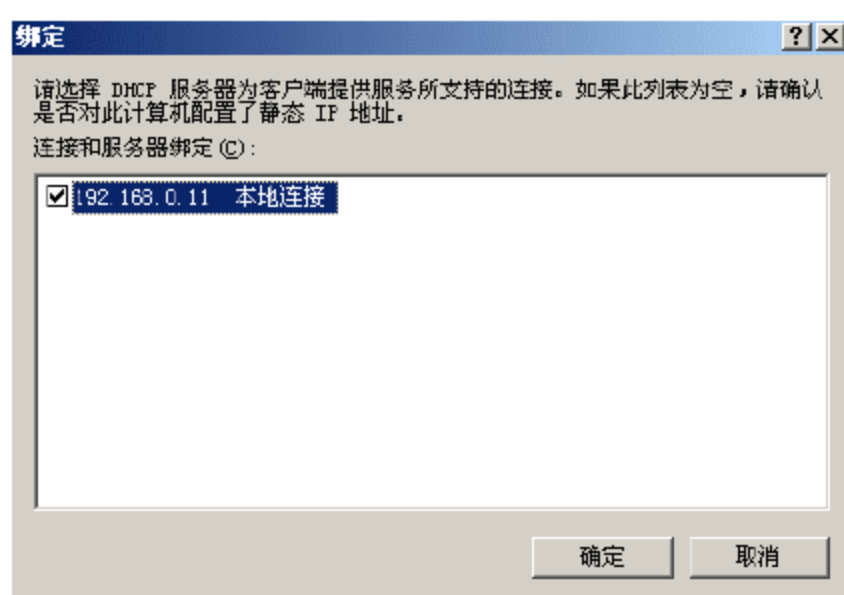 绑定
请选择 DHCP 服务器为客户端提供服务所支持的连接。如果此列表为空，请确认
是否对此计算机配置了静态 IP 地址。
连接和服务器绑定(C):
192.168.0.11 本地连接
确定 取消